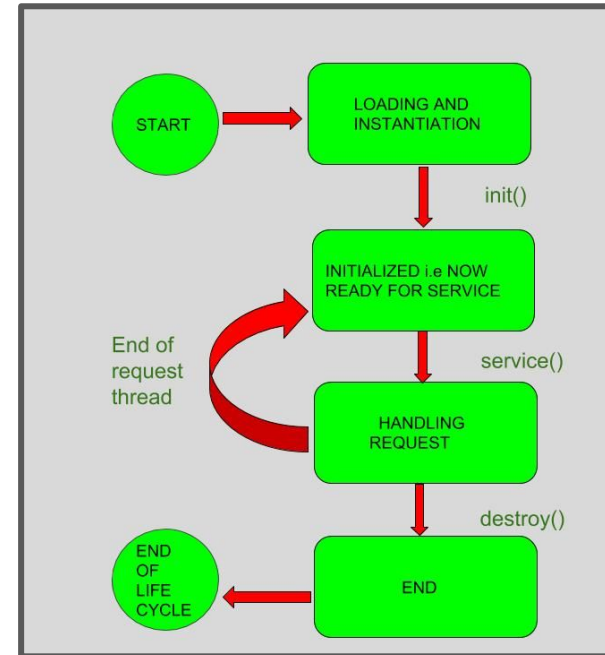 START
LOADING AND
INSTANTIATION
init()
INITIALIZED i.e NOW
READY FOR SERVICE
End of
request
thread
service()
HANDLING
REQUEST
destroy()
END
OF
LIFE
CYCLE
END